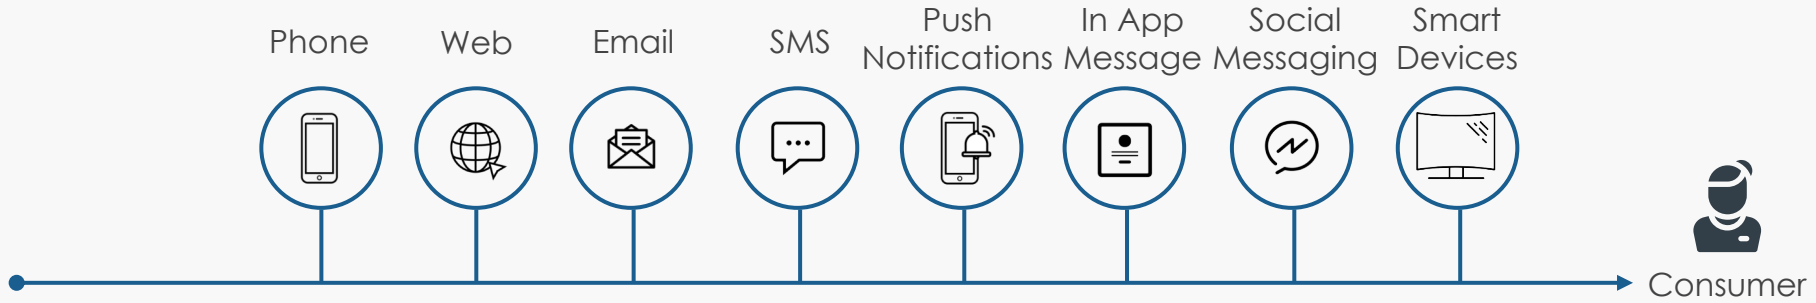 Phone
Web
Email
SMS
Push
Notifications
In App
Message
Social
Messaging
Smart
Devices
Consumer